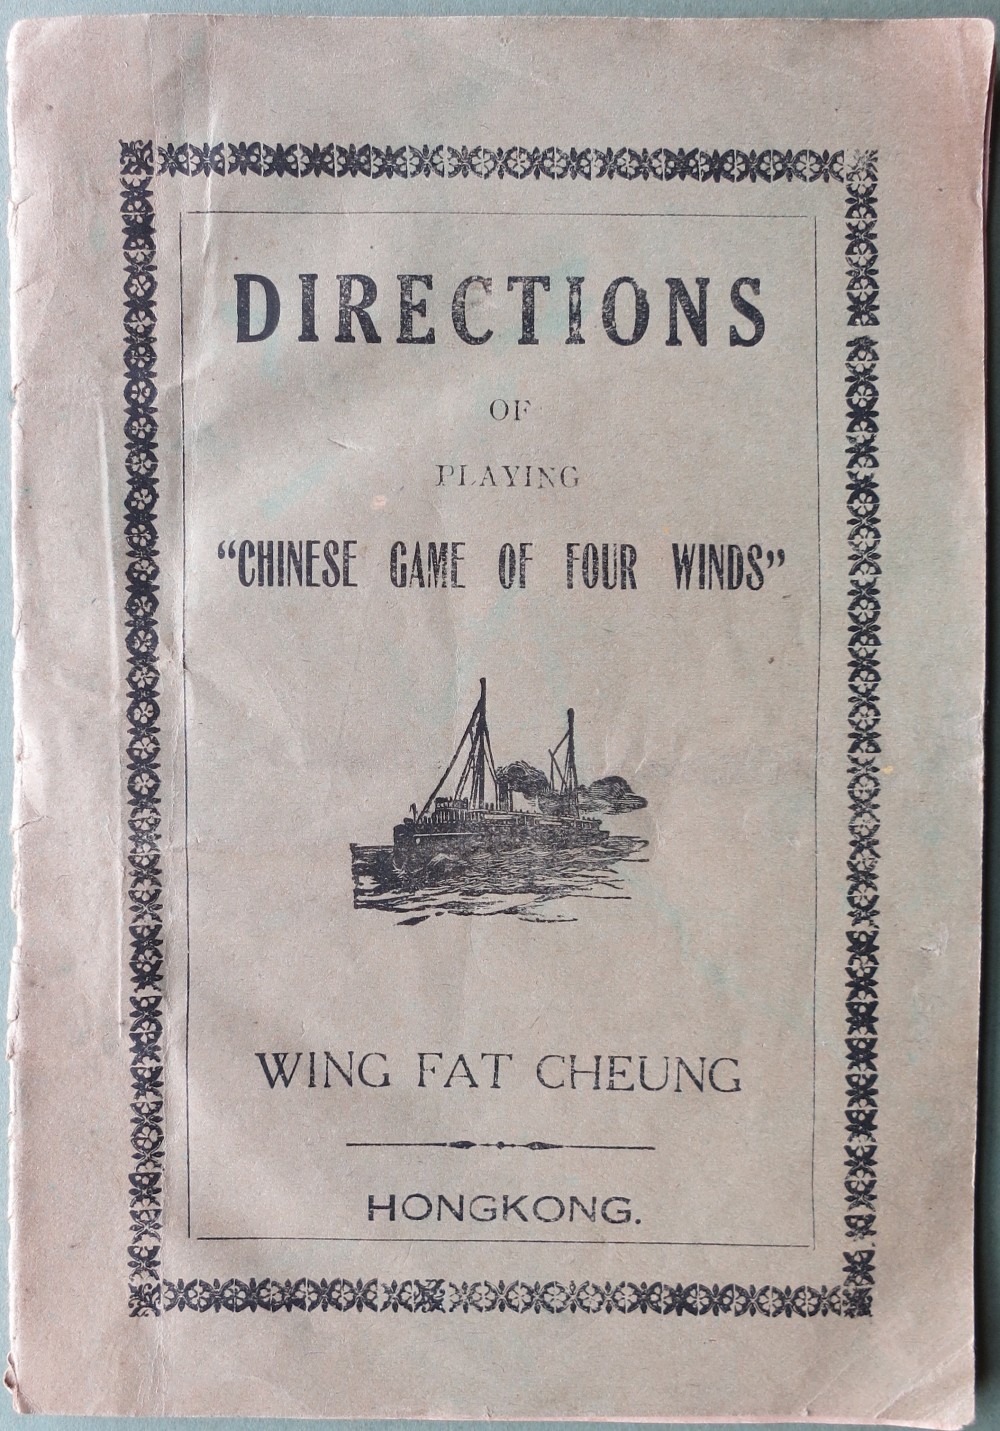 DIRECTIONS
OF
PLAYING
“CHINESE GAME OF FOUR WINDS”
WING FAT CHEUNG
HONGKONG.